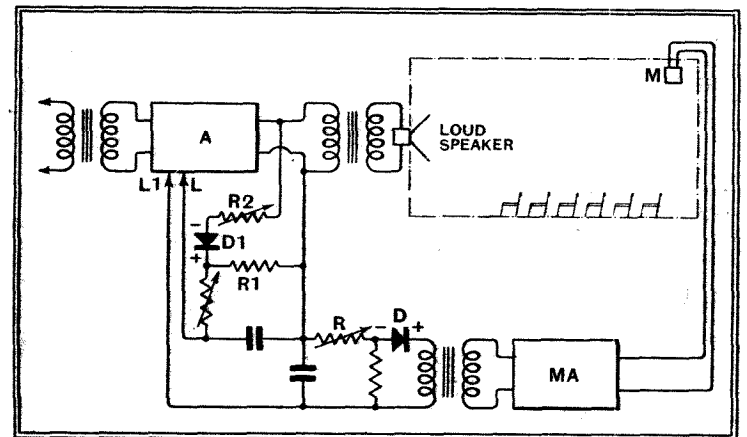 M
A
LOUD
SPEAKER
L1 L
R2
-
D1
+
R1
R
- D +
MA